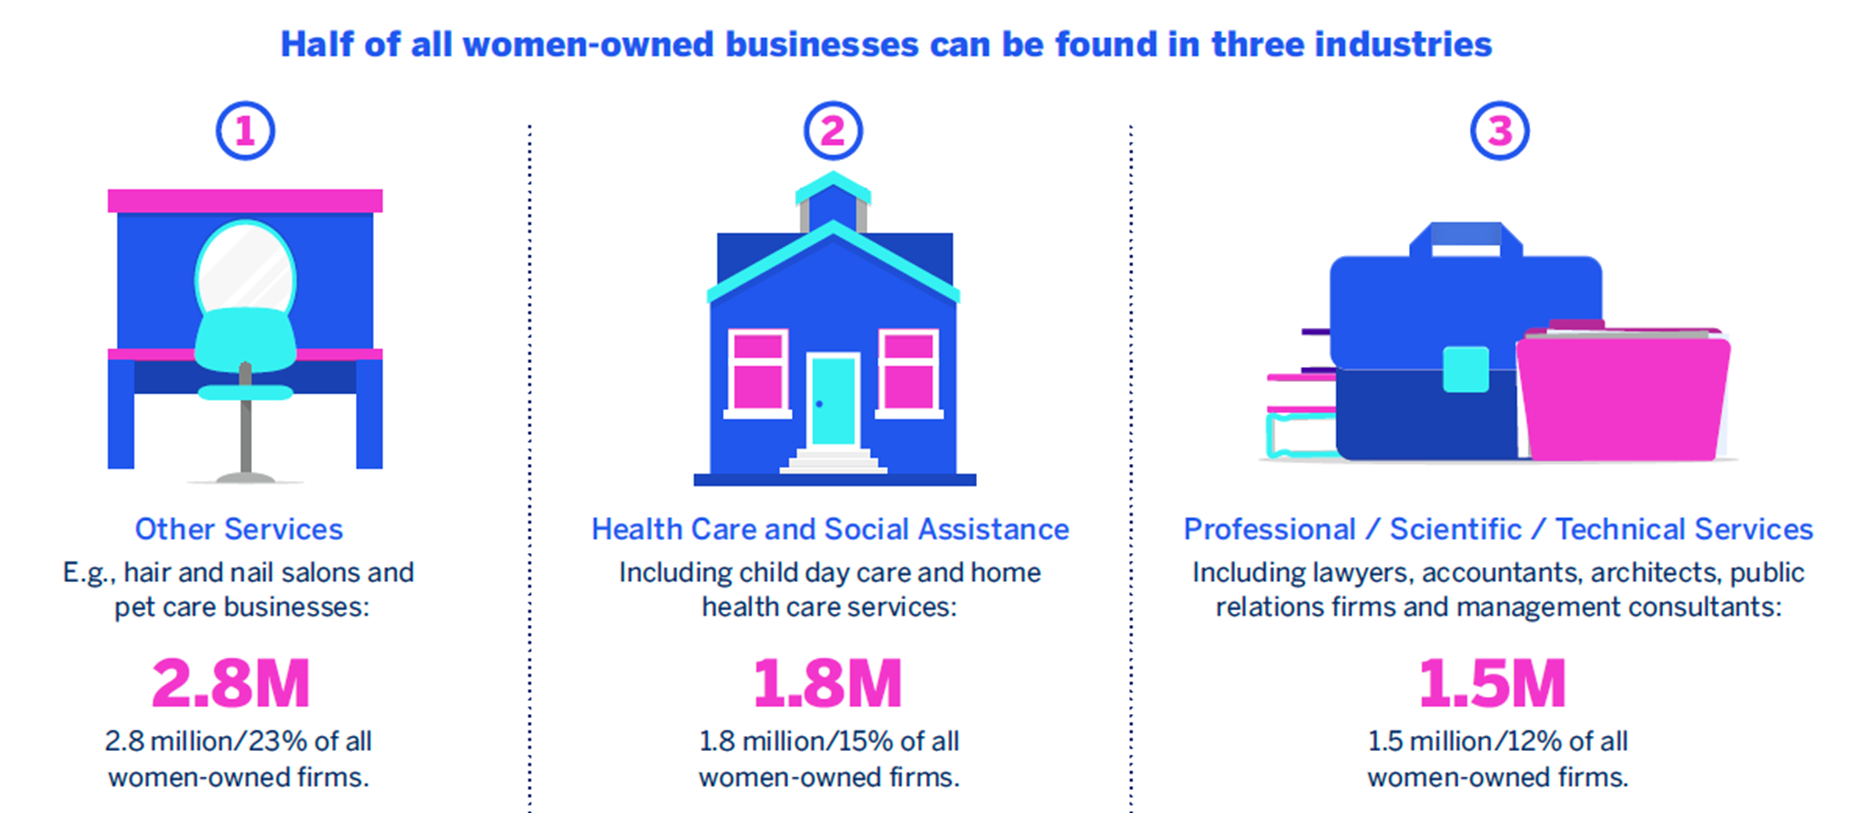 Half of all women-owned businesses can be found in three industries
1
Other Services
E.g., hair and nail salons and
pet care businesses:
2.8M
2.8 million/23% of all
women-owned firms.
2
Health Care and Social Assistance
Including child day care and home
health care services:
1.8M
1.8 million/15% of all
women-owned firms.
3
Professional / Scientific / Technical Services
Including lawyers, accountants, architects, public
relations firms and management consultants:
1.5M
1.5 million/12% of all
women-owned firms.